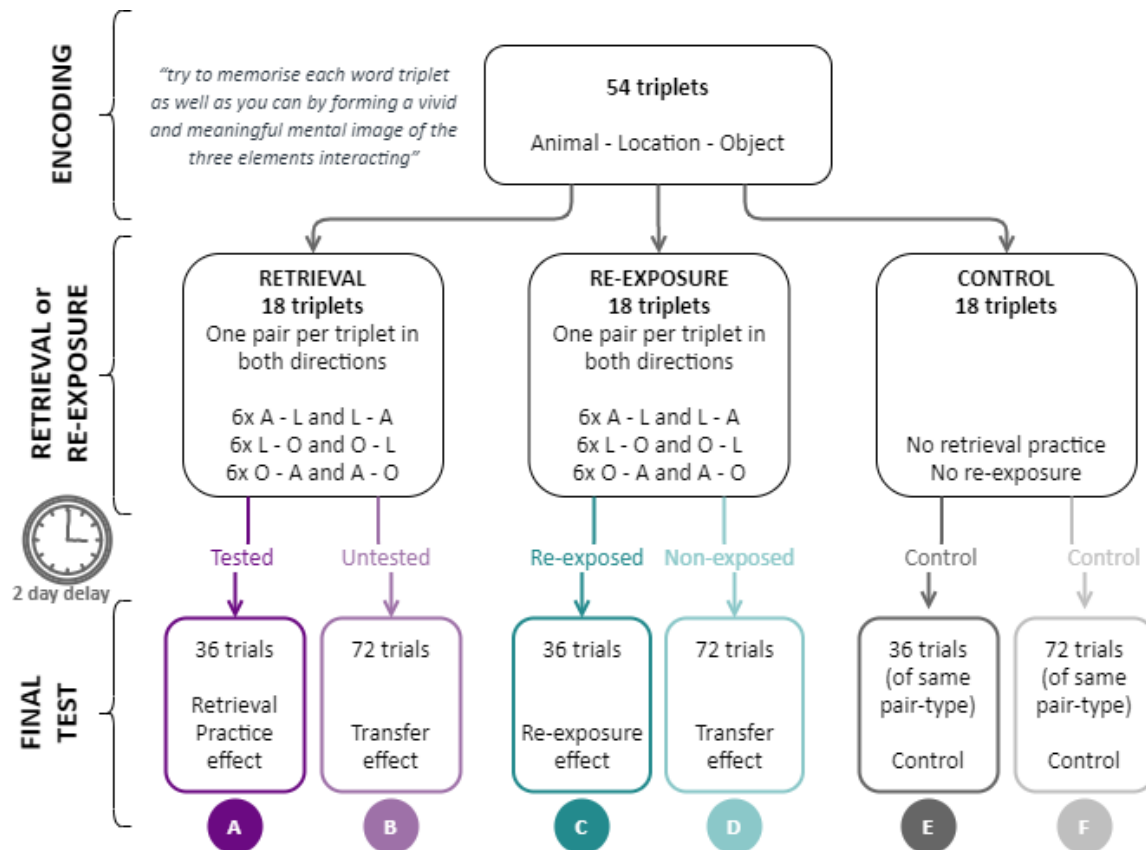 ENCODING
“try to memorise each word triplet
as well as you can by forming a vivid
and meaningful mental image of the
three elements interacting”
54 triplets
Animal - Location - Object
RETRIEVAL or
RE-EXPOSURE
RETRIEVAL
18 triplets
One pair per triplet in
both directions
6x A - L and L - A
6x L - O and O - L
6x O - A and A - O
RE-EXPOSURE
18 triplets
One pair per triplet in
both directions
6x A - L and L - A
6x L - O and O - L
6x O - A and A - O
CONTROL
18 triplets
No retrieval practice
No re-exposure
2 day delay
Tested
Untested
Re-exposed
Non-exposed
Control
Control
FINAL
TEST
36 trials
Retrieval
Practice
effect
72 trials
Transfer
effect
36 trials
Re-exposure
effect
72 trials
Transfer
effect
36 trials
(of same
pair-type)
Control
72 trials
(of same
pair-type)
Control
A
B
C
D
E
F